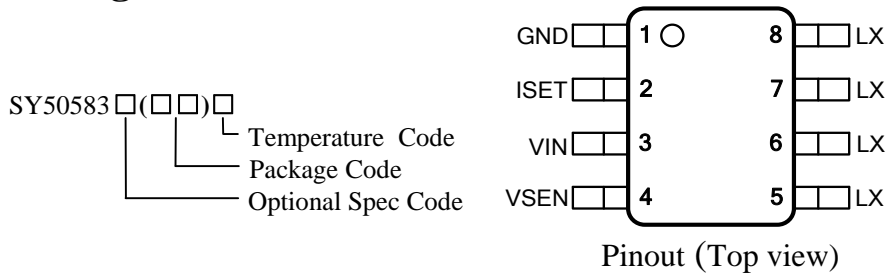 SY50583□(□□)□
Temperature Code
Package Code
Optional Spec Code
GND 1 8 LX
ISET 2 7 LX
VIN 3 6 LX
VSEN 4 5 LX
Pinout (Top view)